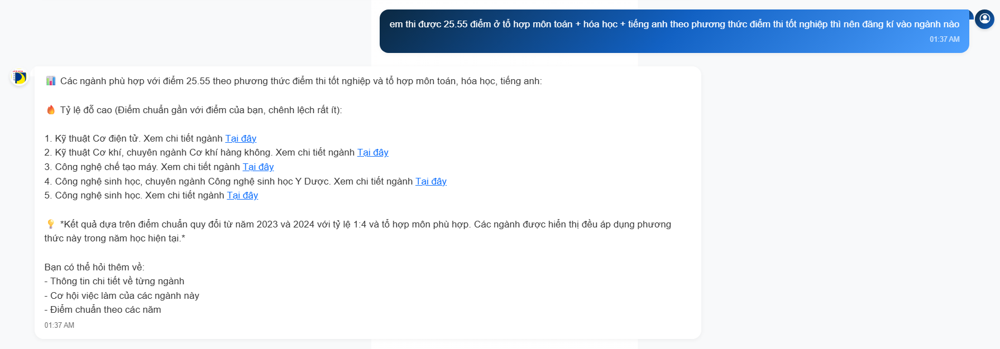 em thi được 25.55 điểm ở tổ hợp môn toán + hóa học + tiếng anh theo phương thức điểm thi tốt nghiệp thì nên đăng kí vào ngành nào
01:37 AM
📊 Các ngành phù hợp với điểm 25.55 theo phương thức điểm thi tốt nghiệp và tổ hợp môn toán, hóa học, tiếng anh:
🔥 Tỷ lệ đỗ cao (Điểm chuẩn gần với điểm của bạn, chênh lệch rất ít):
1. Kỹ thuật Cơ điện tử. Xem chi tiết ngành Tại đây
2. Kỹ thuật Cơ khí, chuyên ngành Cơ khí hàng không. Xem chi tiết ngành Tại đây
3. Công nghệ chế tạo máy. Xem chi tiết ngành Tại đây
4. Công nghệ sinh học, chuyên ngành Công nghệ sinh học Y Dược. Xem chi tiết ngành Tại đây
5. Công nghệ sinh học. Xem chi tiết ngành Tại đây
💡 *Kết quả dựa trên điểm chuẩn quy đổi từ năm 2023 và 2024 với tỷ lệ 1:4 và tổ hợp môn phù hợp. Các ngành được hiển thị đều áp dụng phương
thức này trong năm học hiện tại.*
Bạn có thể hỏi thêm về:
- Thông tin chi tiết về từng ngành
- Cơ hội việc làm của các ngành này
- Điểm chuẩn theo các năm
01:37 AM